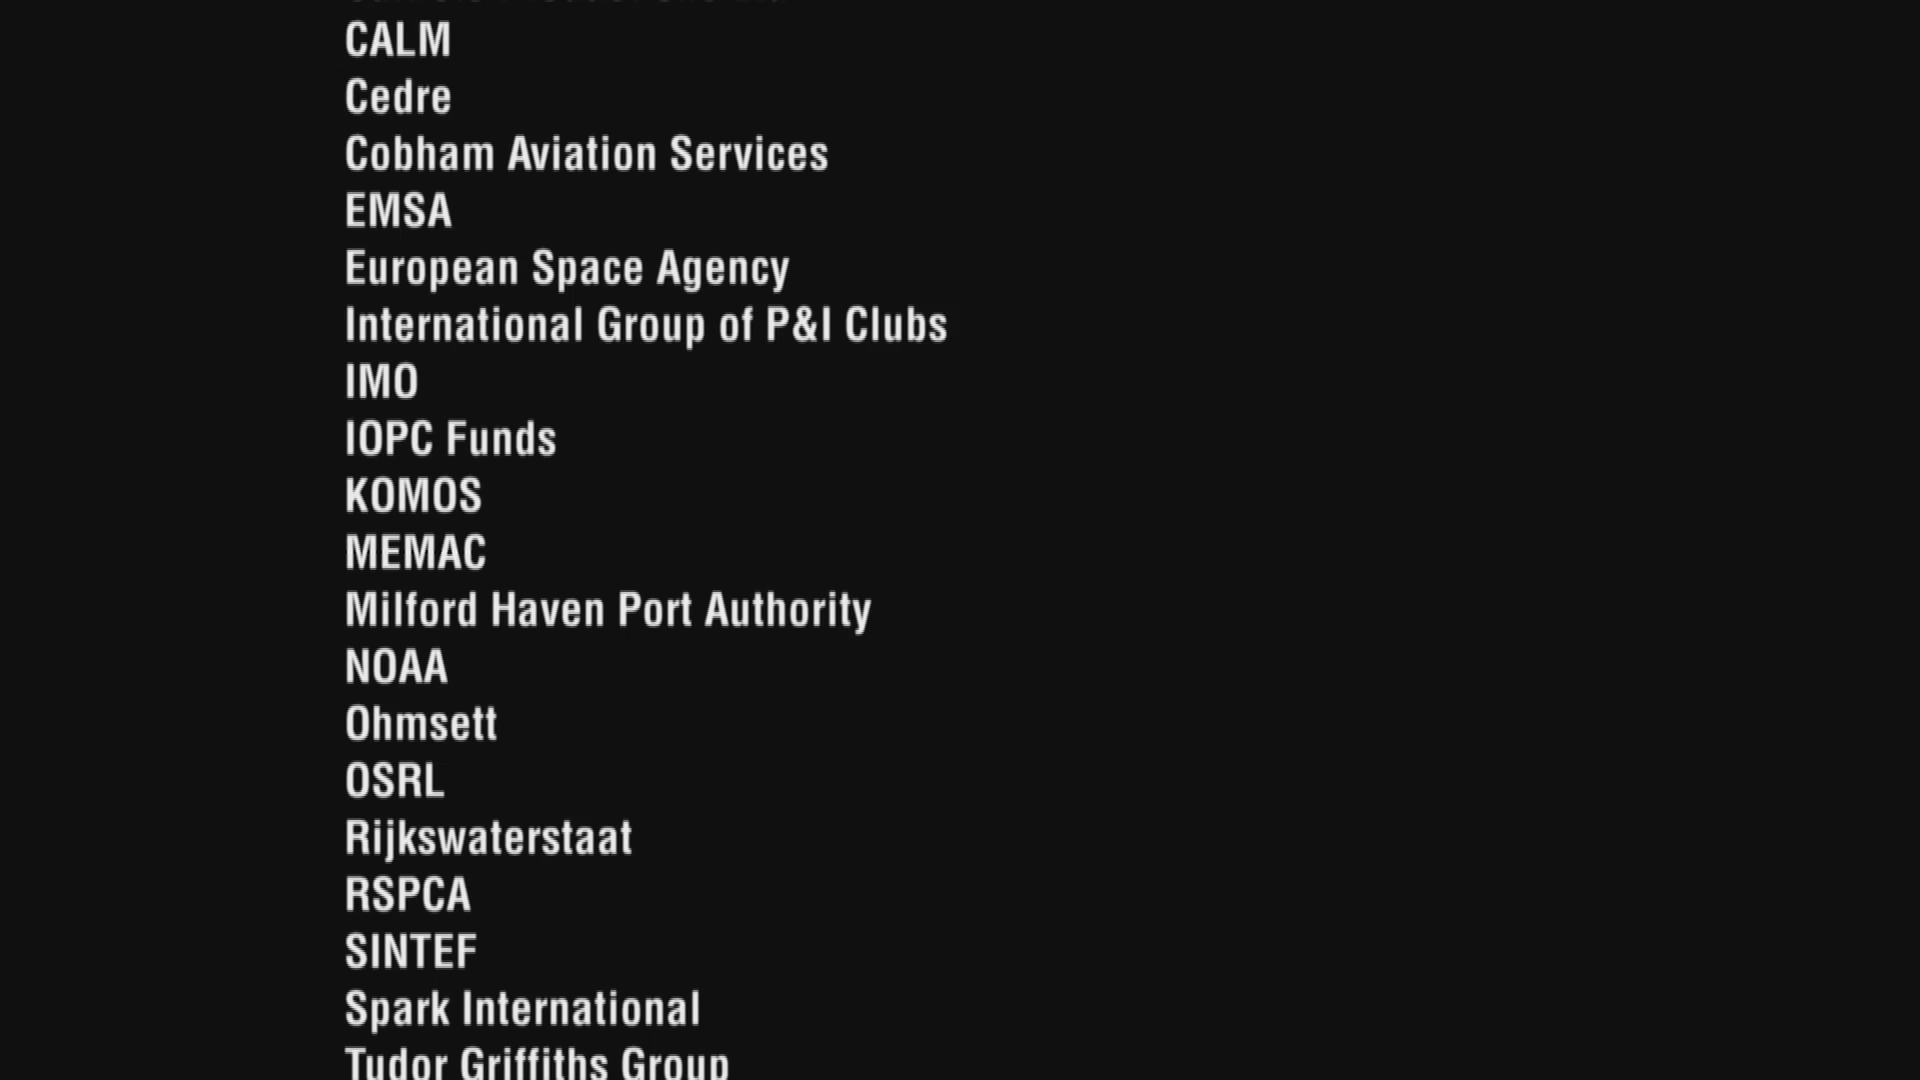 CALM
Cedre
Cobham Aviation Services
EMSA
European Space Agency
International Group of P&I Clubs
IMO
IOPC Funds
KOMOS
MEMAC
Milford Haven Port Authority
NOAA
Ohmsett
OSRL
Rijkswaterstaat
RSPCA
SINTEF
Spark International
Tudor Griffiths Group